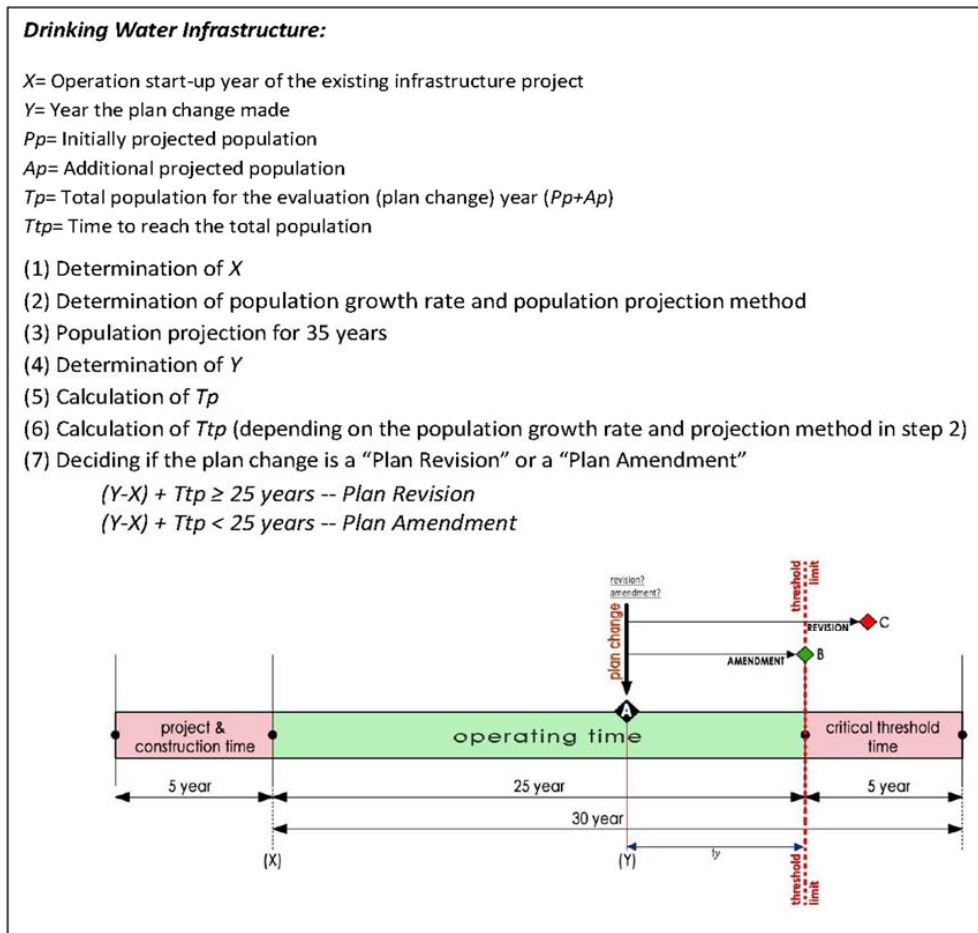 Drinking Water Infrastructure:
X= Operation start-up year of the existing infrastructure project
Y= Year the plan change made
Pp= Initially projected population
Ap= Additional projected population
Tp= Total population for the evaluation (plan change) year (Pp+Ap)
Ttp= Time to reach the total population
(1) Determination of X
(2) Determination of population growth rate and population projection method
(3) Population projection for 35 years
(4) Determination of Y
(5) Calculation of Tp
(6) Calculation of Ttp (depending on the population growth rate and projection method in step 2)
(7) Deciding if the plan change is a “Plan Revision” or a “Plan Amendment”
(Y-X) + Ttp ≥ 25 years -- Plan Revision
(Y-X) + Ttp < 25 years -- Plan Amendment
revision?
amendment?
plan change
threshold
limit
REVISION
C
AMENDMENT
B
A
project &
construction time
operating time
critical threshold
time
5 year
25 year
5 year
30 year
(X)
(Y)
ty
threshold
limit